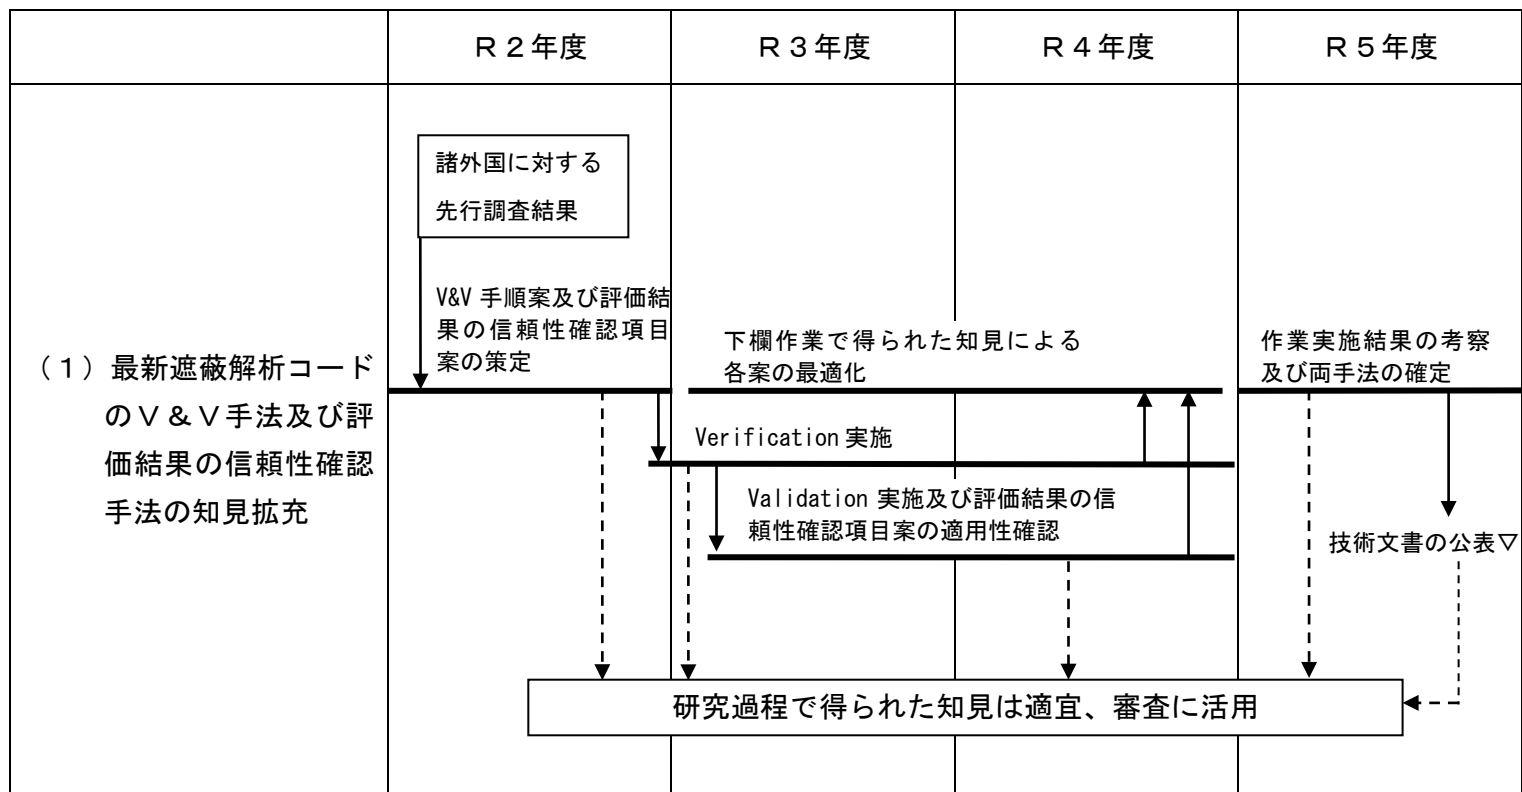 R2年度
R3年度
R4年度
R5年度
(1)最新遮蔽解析コード
のV&V手法及び評
価結果の信頼性確認
手法の知見拡充
諸外国に対する
先行調査結果
V&V 手順案及び評価結
果の信頼性確認項目
案の策定
下欄作業で得られた知見による
各案の最適化
作業実施結果の考察
及び両手法の確定
Verification 実施
Validation 実施及び評価結果の信
頼性確認項目案の適用性確認
技術文書の公表▽
研究過程で得られた知見は適宜、審査に活用